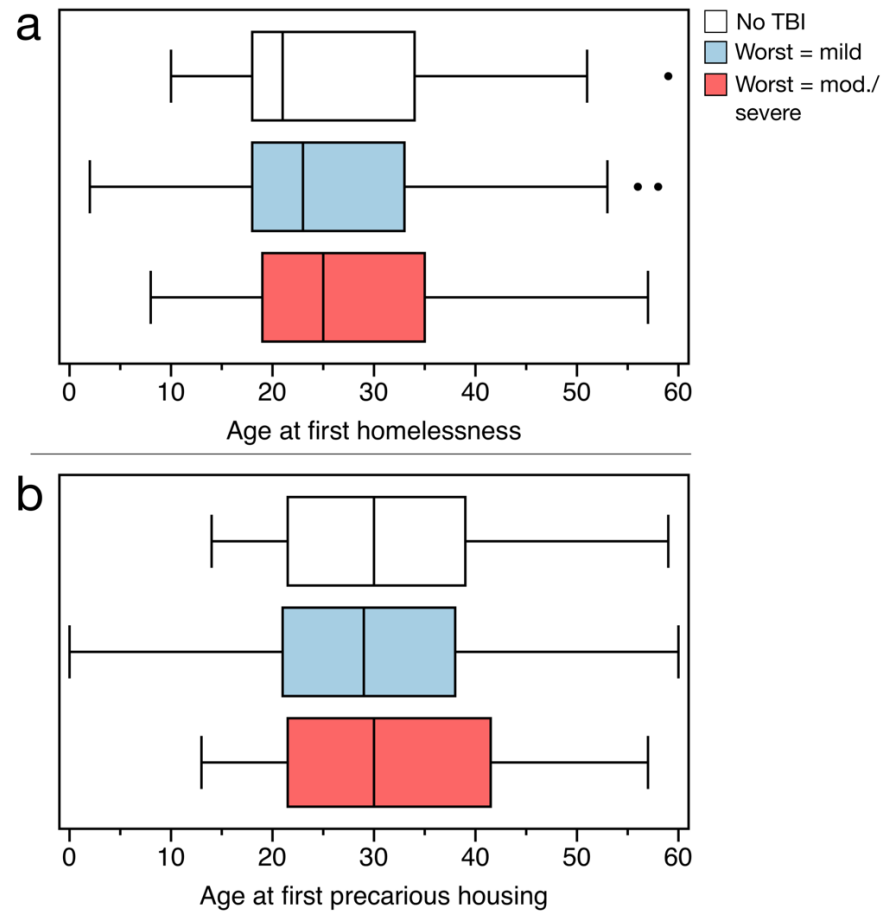 a
No TBI
Worst = mild
Worst = mod./
severe
0 10 20 30 40 50 60
Age at first homelessness
b
0 10 20 30 40 50 60
Age at first precarious housing